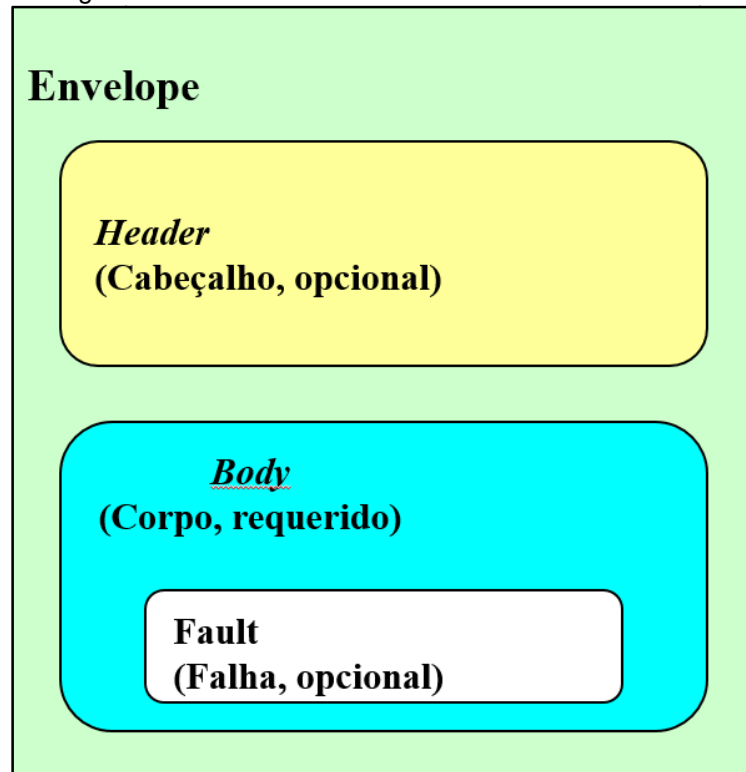 Envelope
Header
(Cabeçalho, opcional)
Body
(Corpo, requerido)
Fault
(Falha, opcional)